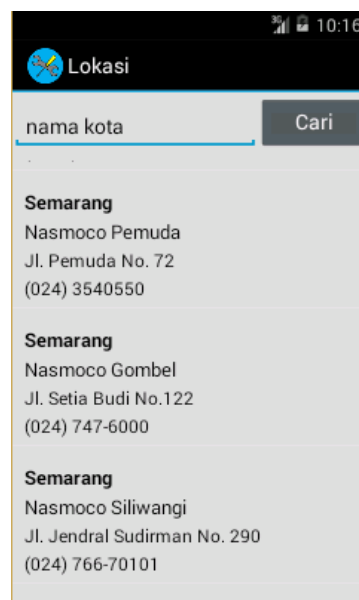 3G 10:16
Lokasi
nama kota Cari
Semarang
Nasmoco Pemuda
Jl. Pemuda No. 72
(024) 3540550
Semarang
Nasmoco Gombel
Jl. Setia Budi No.122
(024) 747-6000
Semarang
Nasmoco Siliwangi
Jl. Jendral Sudirman No. 290
(024) 766-70101